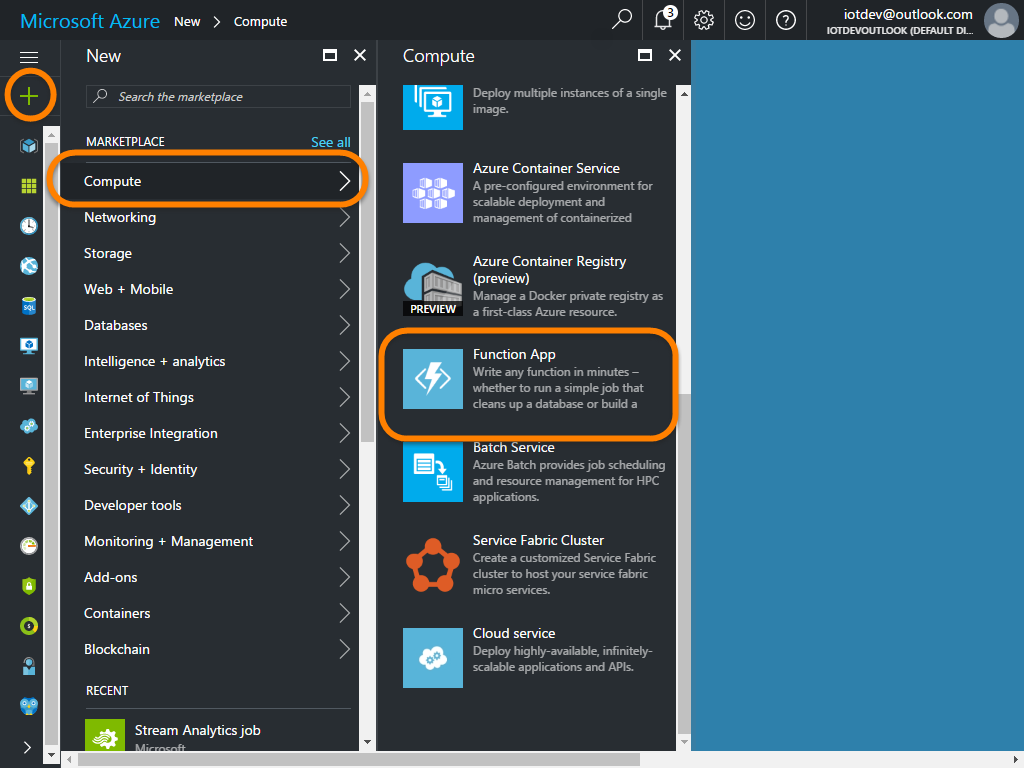 Microsoft Azure New > Compute
3
iotdev@outlook.com
IOTDEVOUTLOOK (DEFAULT DI...
New
Search the marketplace
MARKETPLACE See all
Compute
Networking
Storage
Web + Mobile
Databases
Intelligence + analytics
Internet of Things
Enterprise Integration
Security + Identity
Developer tools
Monitoring + Management
Add-ons
Containers
Blockchain
RECENT
Stream Analytics job
Microsoft
SQL
Compute
Deploy multiple instances of a single
image.
Azure Container Service
A pre-configured environment for
scalable deployment and
management of containerized
Azure Container Registry
(preview)
Manage a Docker private registry as
a first-class Azure resource.
PREVIEW
Function App
Write any function in minutes –
whether to run a simple job that
cleans up a database or build a
Batch Service
Azure Batch provides job scheduling
and resource management for HPC
applications.
Service Fabric Cluster
Create a customized Service Fabric
cluster to host your service fabric
micro services.
Cloud service
Deploy highly-available, infinitely-
scalable applications and APIs.